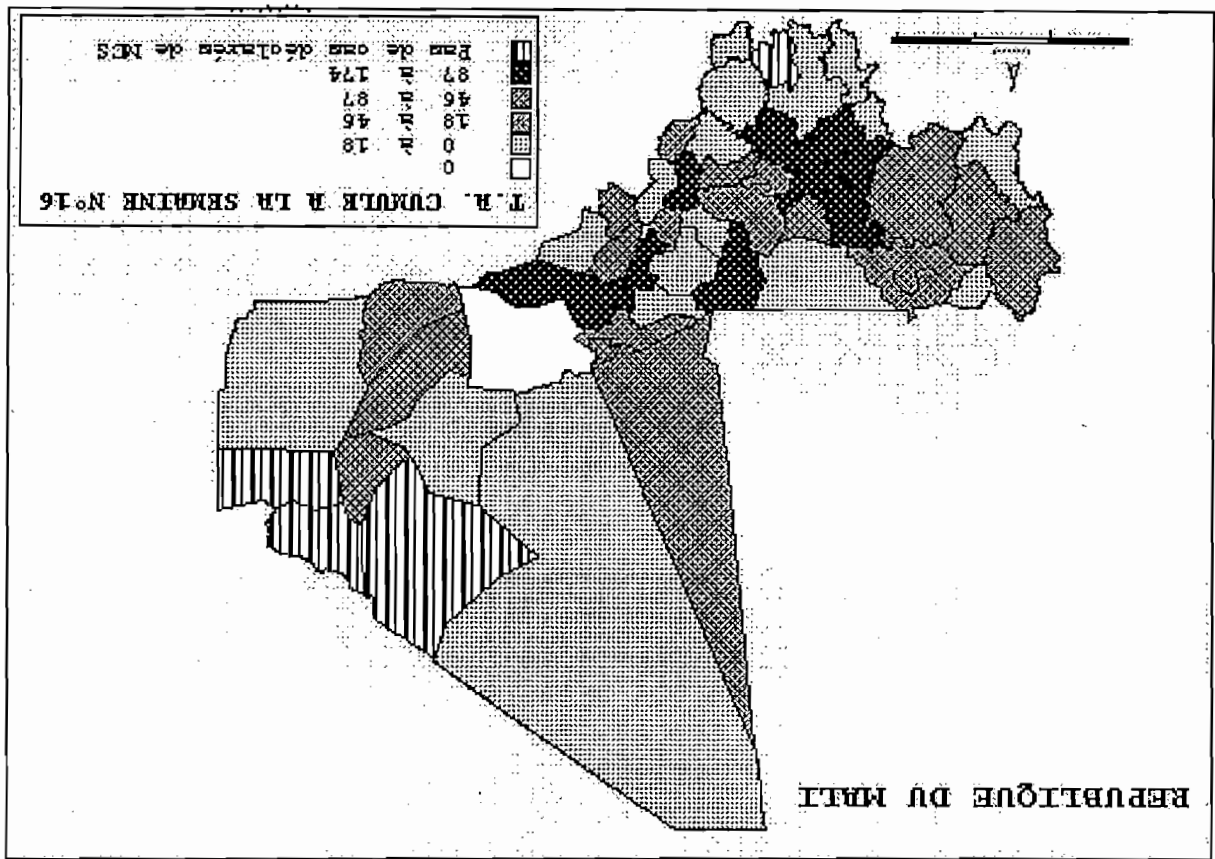 REPUBLIQUE DU MALI
T.A. CUMULE A LA SEMAINE N°16
0
0 à 18
18 à 46
46 à 87
87 à 174
Pas de cas déclarés de MCS